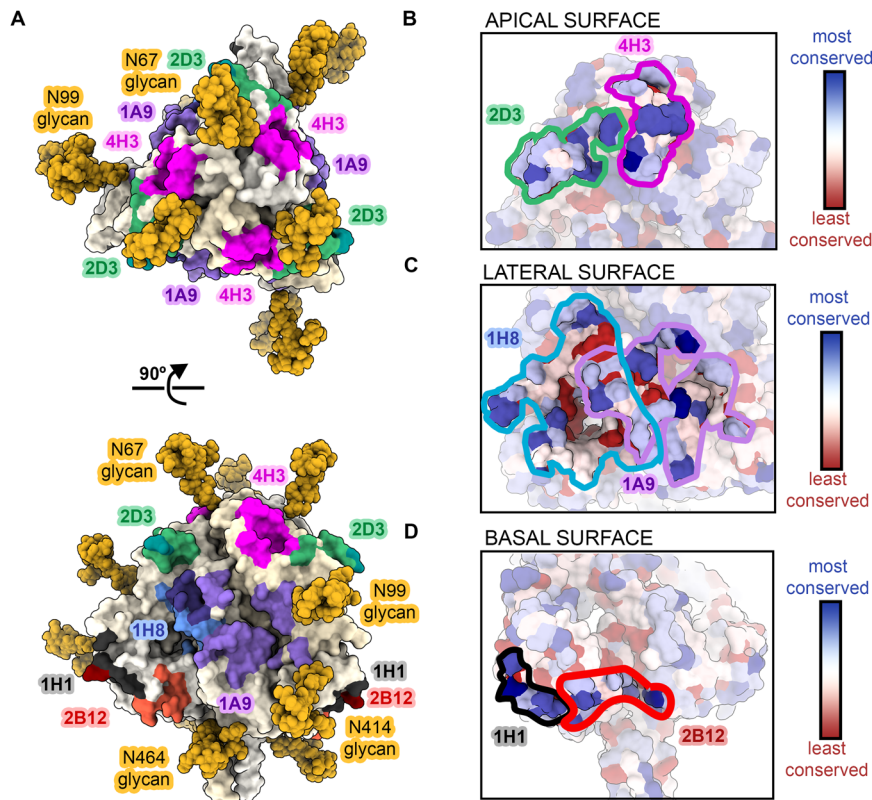 A
N67
glycan
2D3
N99
glycan
1A9
4H3
4H3
1A9
2D3
2D3
1A9
4H3
90º
N67
glycan
4H3
2D3
2D3
N99
glycan
1H8
1H1
1H1
2B12
1A9
2B12
N464
glycan
N414
glycan
B
APICAL SURFACE
4H3
2D3
most
conserved
least
conserved
C
LATERAL SURFACE
1H8
1A9
most
conserved
least
conserved
D
BASAL SURFACE
1H1
2B12
most
conserved
least
conserved